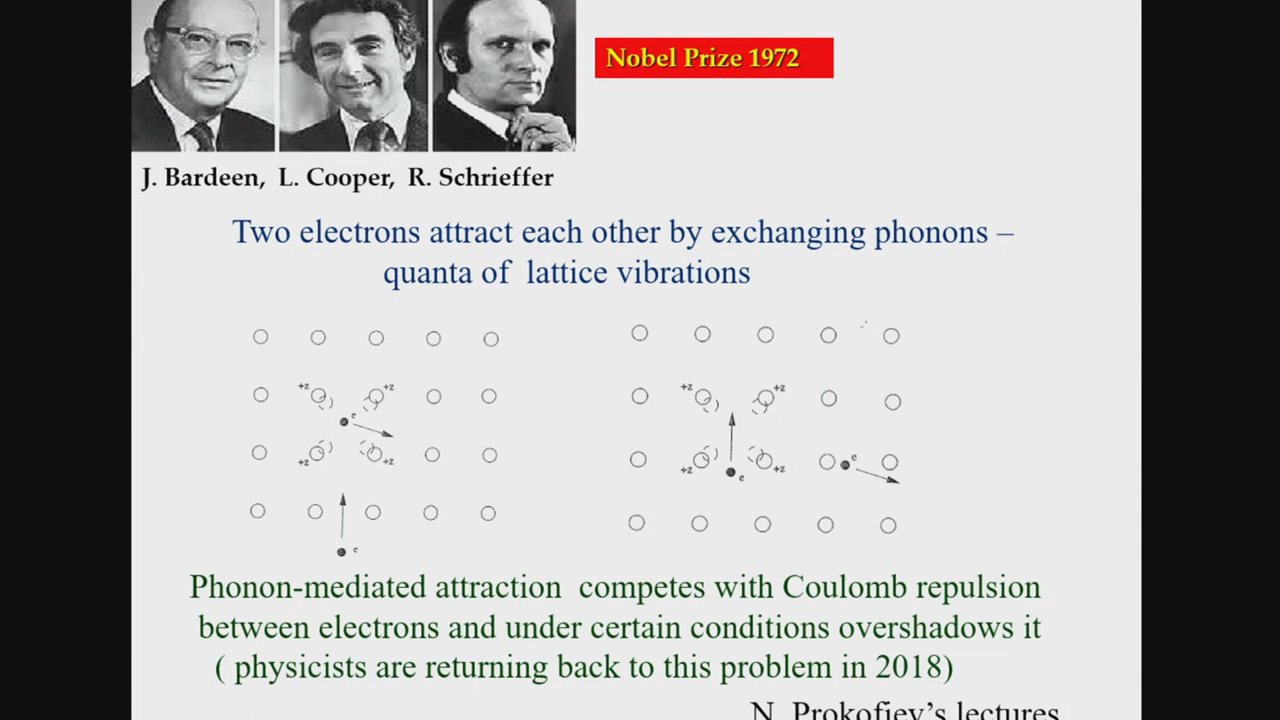 Nobel Prize 1972
J. Bardeen, L. Cooper, R. Schrieffer
Two electrons attract each other by exchanging phonons –
quanta of lattice vibrations
+z +z
e
+z +z
e
+z +z
e
+z +z
e
Phonon-mediated attraction competes with Coulomb repulsion
between electrons and under certain conditions overshadows it
( physicists are returning back to this problem in 2018)
N. Prokofiev's lectures